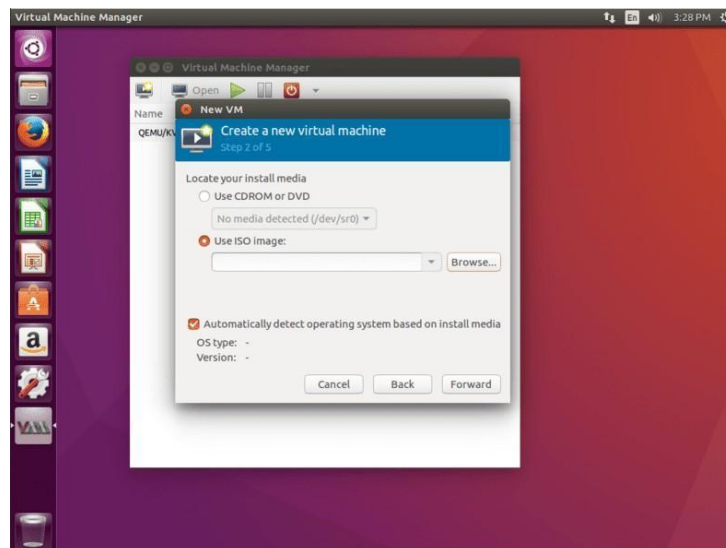 Virtual Machine Manager
En
3:28 PM
Virtual Machine Manager
Open
Name
QEMU/KV
New VM
Create a new virtual machine
Step 2 of 5
Locate your install media
Use CDROM or DVD
No media detected (/dev/sr0)
Use ISO image:
Browse...
Automatically detect operating system based on install media
OS type: -
Version: -
Cancel Back Forward